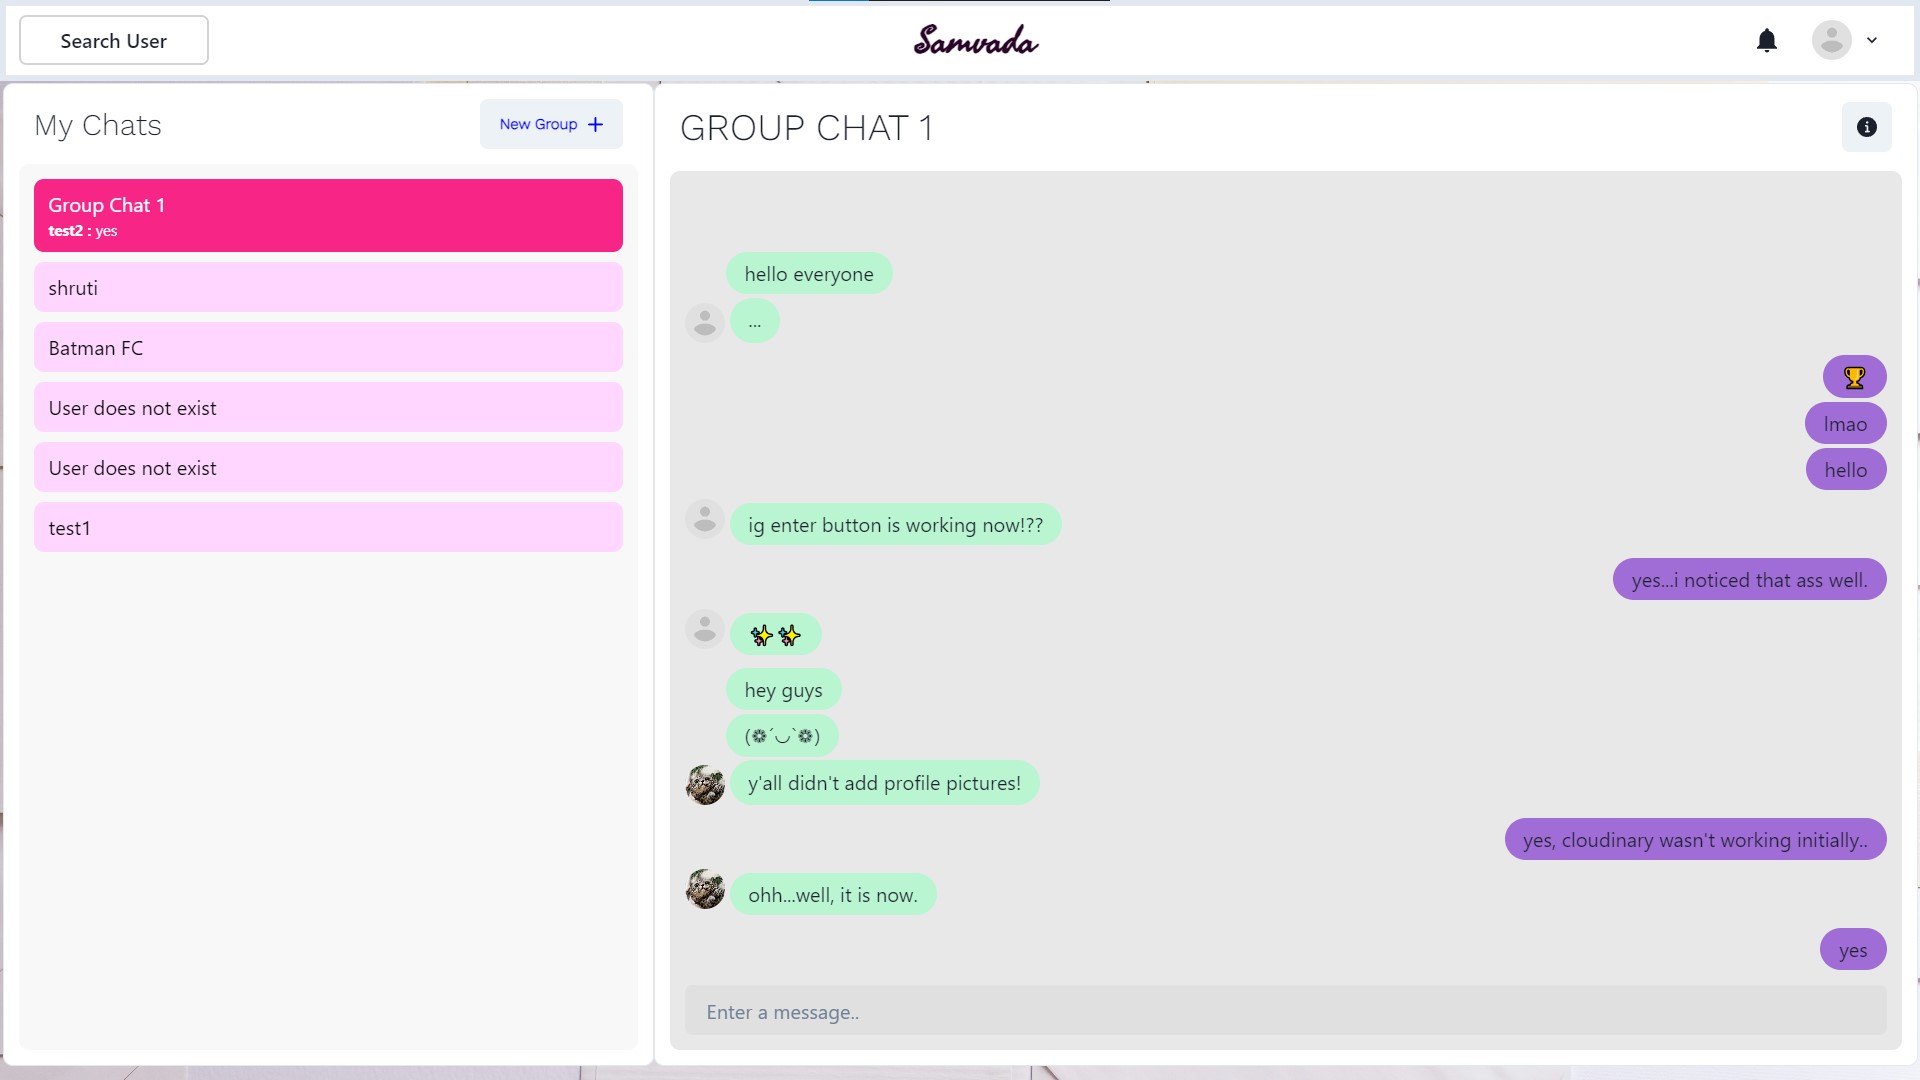 Search User
Samvada
My Chats
New Group +
Group Chat 1
test2 : yes
shruti
Batman FC
User does not exist
User does not exist
test1
GROUP CHAT 1
hello everyone
...
🏆
lmao
hello
ig enter button is working now!??
yes...i noticed that ass well.
✨✨
hey guys
(❁´◡`❁)
y'all didn't add profile pictures!
yes, cloudinary wasn't working initially..
ohh...well, it is now.
yes
Enter a message..